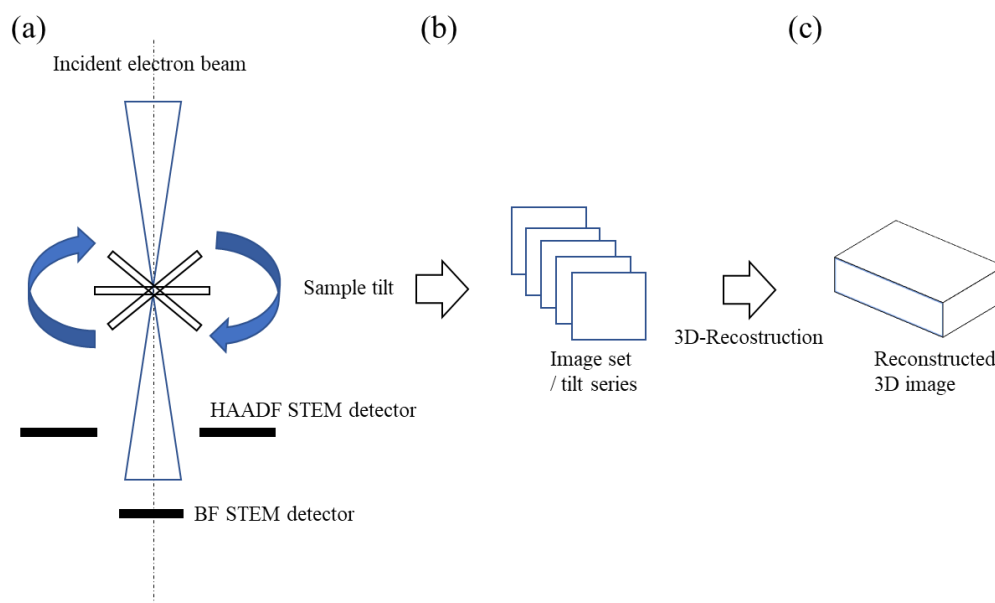 (a)
(b)
(c)
Incident electron beam
Sample tilt
HAADF STEM detector
BF STEM detector
Image set
/ tilt series
3D-Recostruction
Reconstructed
3D image